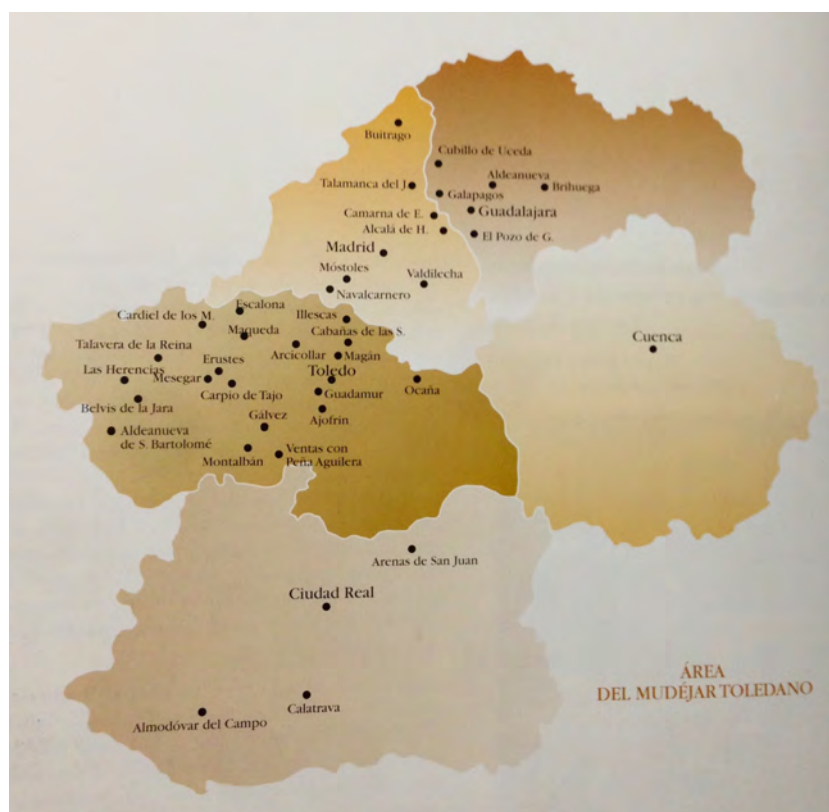 Buitrago
Cubillo de Uceda
Aldeanueva
Talamanca del J.
Brihuega
Galapagos
Camarna de E.
Guadalajara
Alcalá de H.
El Pozo de G.
Madrid
Móstoles
Valdilecha
Navalcarnero
Escalona
Cardiel de los M.
Illescas
Maqueda
Cabañas de las S.
Cuenca
Talavera de la Reina
Arcicollar
Magán
Erustes
Las Herencias
Mesegar
Toledo
Ocaña
Carpio de Tajo
Guadamur
Belvis de la Jara
Ajofrín
Gálvez
Aldeanueva
de S. Bartolomé
Ventas con
Peña Aguilera
Montalbán
Arenas de San Juan
Ciudad Real
ÁREA
DEL MUDÉJAR TOLEDANO
Calatrava
Almodóvar del Campo